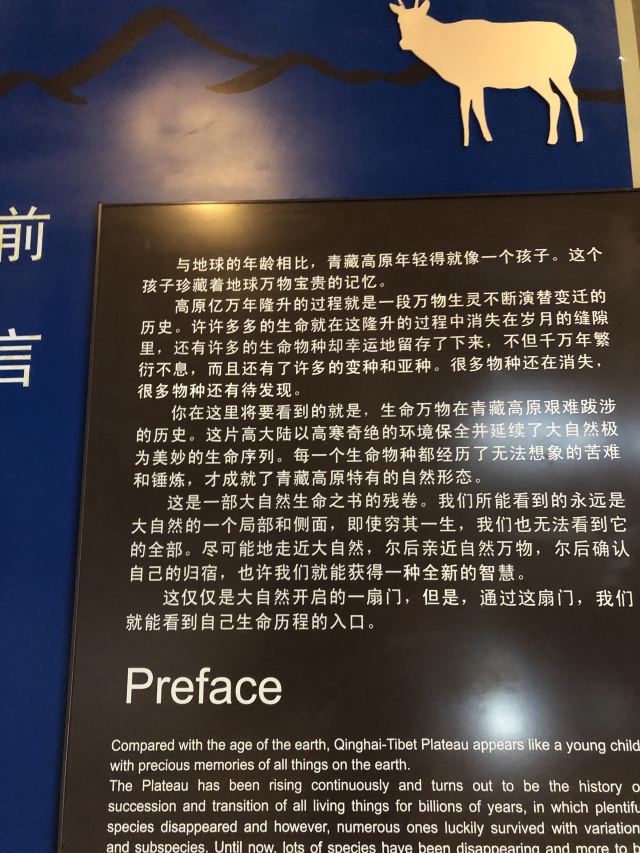 前言
与地球的年龄相比，青藏高原年轻得就像一个孩子。这个
孩子珍藏着地球万物宝贵的记忆。
高原亿万年隆升的过程就是一段万物生灵不断演替变迁的
历史。许许多多的生命就在这隆升的过程中消失在岁月的缝隙
里，还有许多的生命物种却幸运地留存了下来，不但千万年繁
衍不息，而且还有了许多的变种和亚种。很多物种还在消失，
很多物种还有待发现。
你在这里将要看到的就是，生命万物在青藏高原艰难跋涉
的历史。这片高大陆以高寒奇绝的环境保全并延续了大自然极
为美妙的生命序列。每一个生命物种都经历了无法想象的苦难
和锤炼，才成就了青藏高原特有的自然形态。
这是一部大自然生命之书的残卷。我们所能看到的永远是
大自然的一个局部和侧面，即使穷其一生，我们也无法看到它
的全部。尽可能地走近大自然，尔后亲近自然万物，尔后确认
自己的归宿，也许我们就能获得一种全新的智慧。
这仅仅是大自然开启的一扇门，但是，通过这扇门，我们
就能看到自己生命历程的入口。
Preface
Compared with the age of the earth, Qinghai-Tibet Plateau appears like a young child
with precious memories of all things on the earth.
The Plateau has been rising continuously and turns out to be the history
succession and transition of all living things for billions of years, in which
species disappeared and however, numerous ones luckily survived with
and subspecies. Until now, lots of species have been disappearing and more to